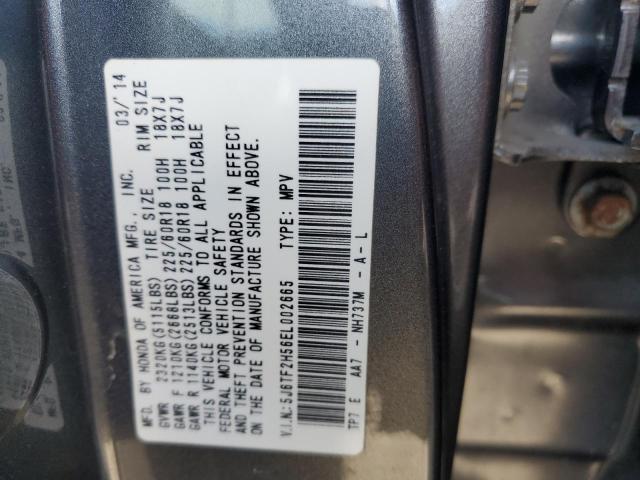 MFD. BY HONDA OF AMERICA MFG., INC. 03/'14
GVWR 2320KG(5115LBS) TIRE SIZE RIM SIZE
GAWR F 1210KG(2668LBS) 225/60R18 100H 18X7J
GAWR R 1140KG(2513LBS) 225/60R18 100H 18X7J
THIS VEHICLE CONFORMS TO ALL APPLICABLE
FEDERAL MOTOR VEHICLE SAFETY
AND THEFT PREVENTION STANDARDS IN EFFECT
ON THE DATE OF MANUFACTURE SHOWN ABOVE.
V.I.N.:5J6TF2H56EL002665 TYPE: MPV
TP7 E AA7 - NH737M - A - L